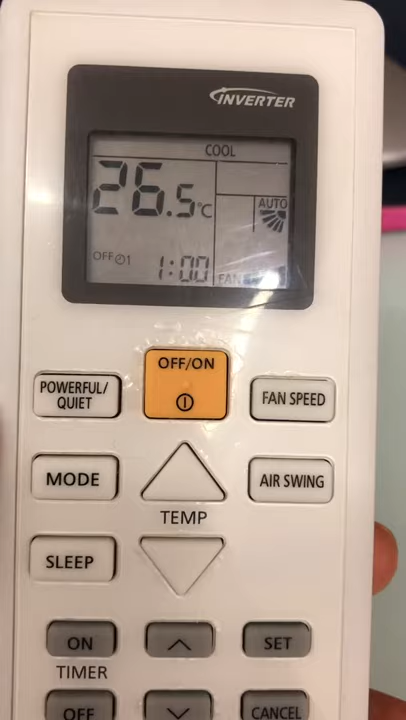 INVERTER
COOL
26.5°C
AUTO
OFF 1 1:00
FAN
OFF/ON
POWERFUL/
QUIET
FAN SPEED
MODE
AIR SWING
TEMP
SLEEP
ON
SET
TIMER
OFF
CANCEL